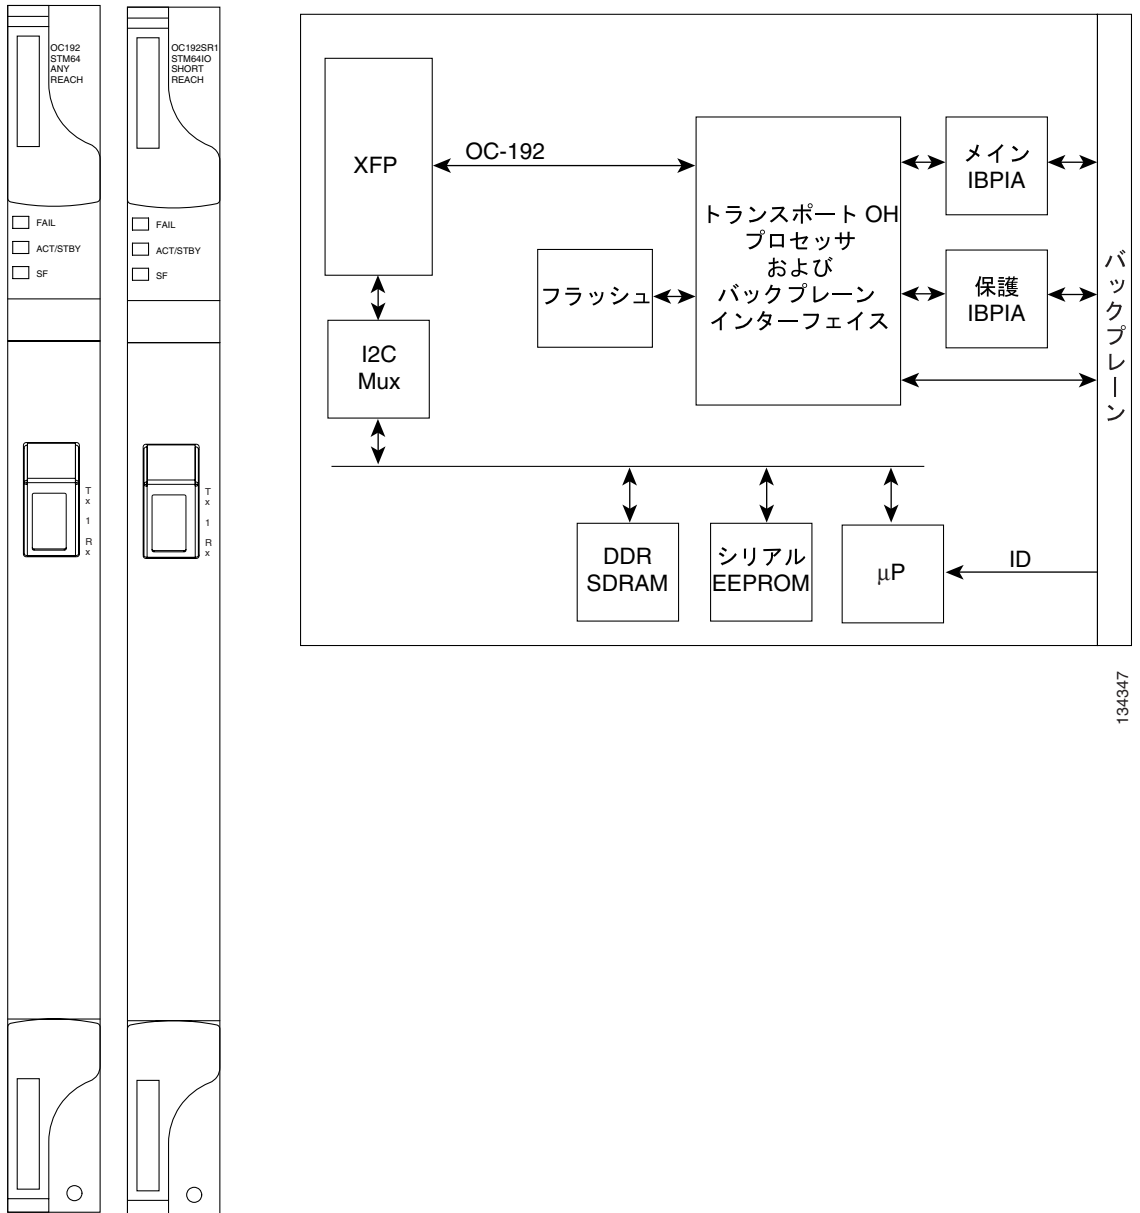 OC192
STM64
ANY
REACH
FAIL
ACT/STBY
SF
Tx
1
Rx
OC192SR1
STM64IO
SHORT
REACH
FAIL
ACT/STBY
SF
Tx
1
Rx
XFP
OC-192
トランスポート OH
プロセッサ
および
バックプレーン
インターフェイス
メイン
IBPIA
保護
IBPIA
フラッシュ
I2C
Mux
バックプレーン
DDR
SDRAM
シリアル
EEPROM
µP
ID
134347